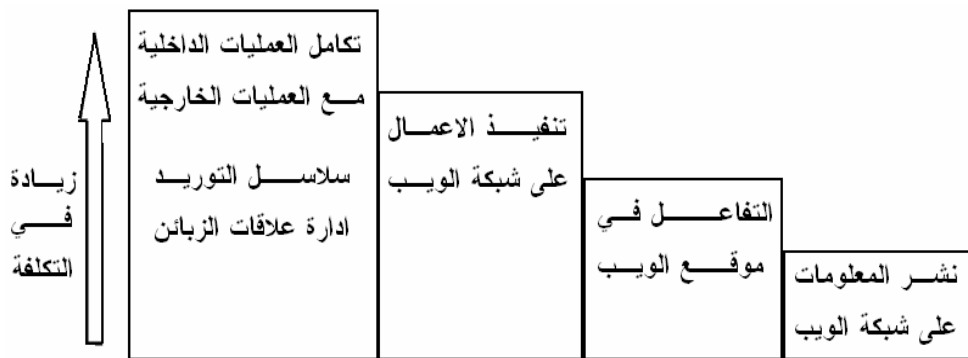 نشر المعلومات
على شبكة الويب
التفاعل في
موقع الويب
تنفيذ الاعمال
على شبكة الويب
تكامل العمليات الداخلية
مع العمليات الخارجية
سلاسل التوريد
ادارة علاقات الزبائن
زيادة
في
التكلفة